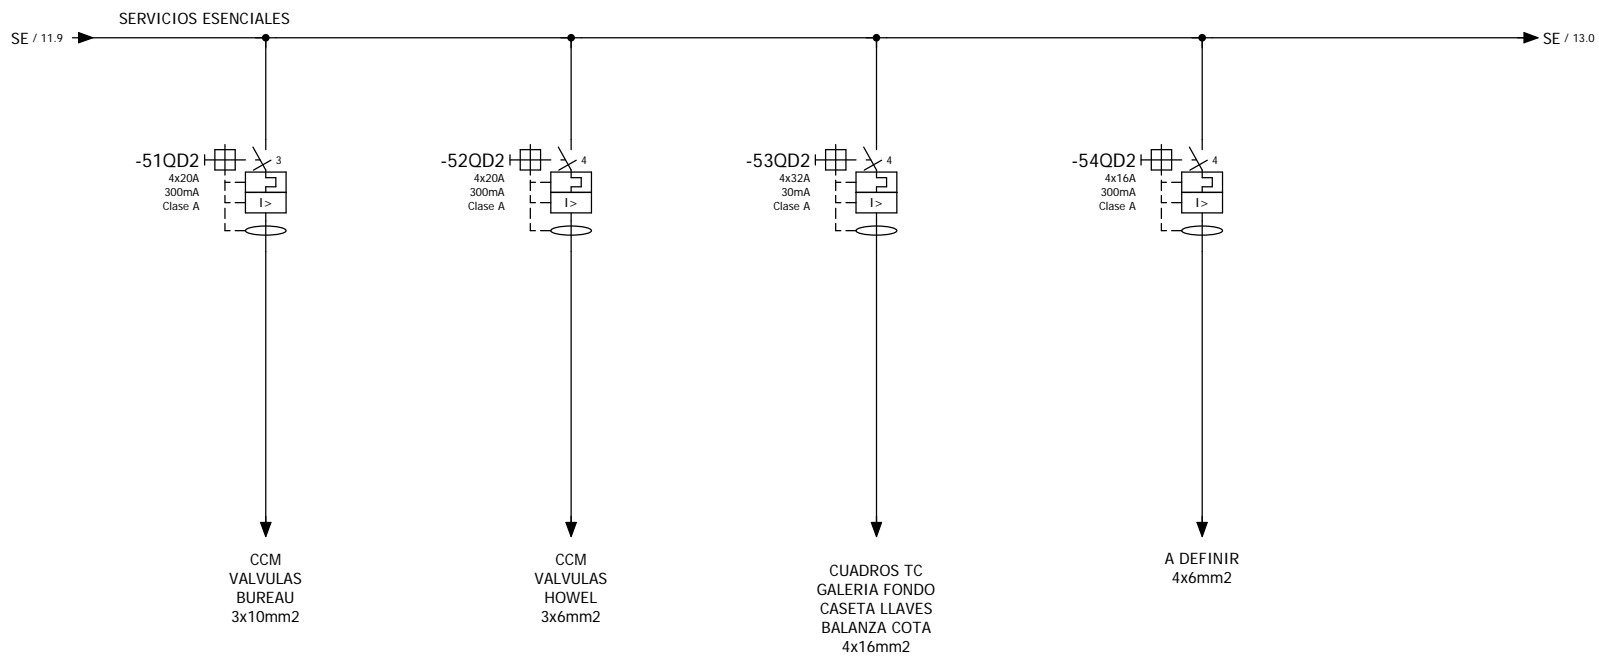 SERVICIOS ESENCIALES
SE / 11.9
SE / 13.0
-51QD2
3
4x20A
300mA
Clase A
I>
-52QD2
4
4x20A
300mA
Clase A
I>
-53QD2
4
4x32A
30mA
Clase A
I>
-54QD2
4
4x16A
300mA
Clase A
I>
CCM
VALVULAS
BUREAU
3x10mm2
CCM
VALVULAS
HOWEL
3x6mm2
CUADROS TC
GALERIA FONDO
CASETA LLAVES
BALANZA COTA
4x16mm2
A DEFINIR
4x6mm2